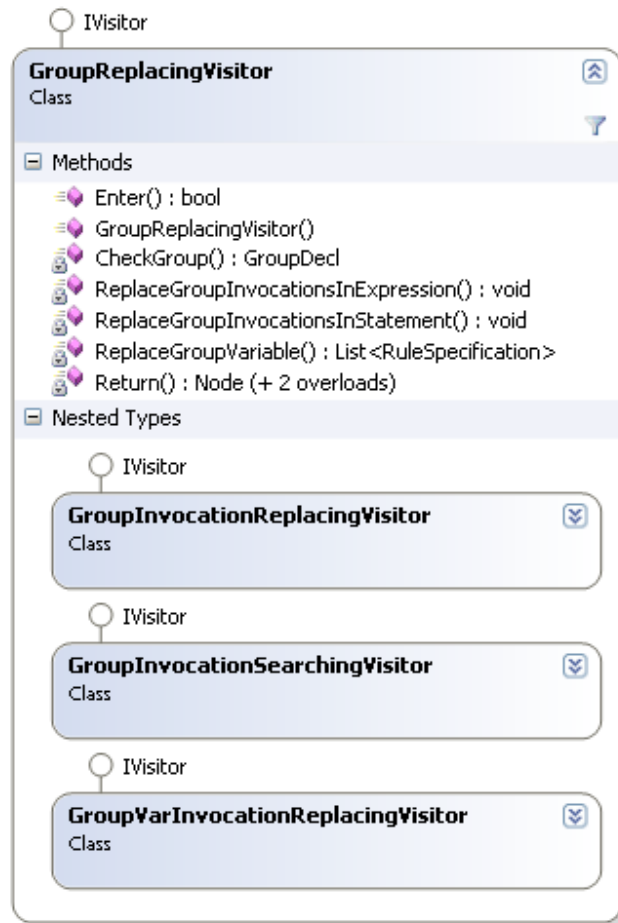 IVisitor
GroupReplacingVisitor
Class
Methods
Enter() : bool
GroupReplacingVisitor()
CheckGroup() : GroupDecl
ReplaceGroupInvocationsInExpression() : void
ReplaceGroupInvocationsInStatement() : void
ReplaceGroupVariable() : List<RuleSpecification>
Return() : Node (+ 2 overloads)
Nested Types
IVisitor
GroupInvocationReplacingVisitor
Class
IVisitor
GroupInvocationSearchingVisitor
Class
IVisitor
GroupVarInvocationReplacingVisitor
Class